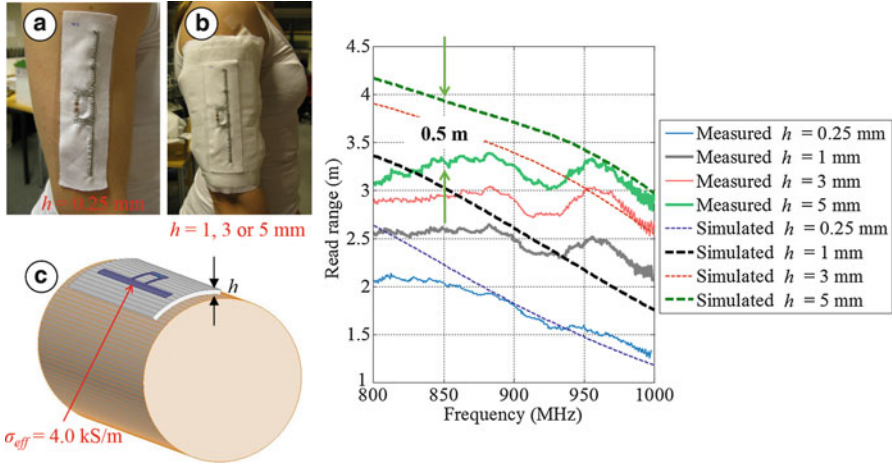 a
h = 0.25 mm
b
h = 1, 3 or 5 mm
c
h
σeff = 4.0 kS/m
4.5
4
3.5
3
2.5
2
1.5
1
Read range (m)
0.5 m
800
850
900
950
1000
Frequency (MHz)
Measured h = 0.25 mm
Measured h = 1 mm
Measured h = 3 mm
Measured h = 5 mm
Simulated h = 0.25 mm
Simulated h = 1 mm
Simulated h = 3 mm
Simulated h = 5 mm